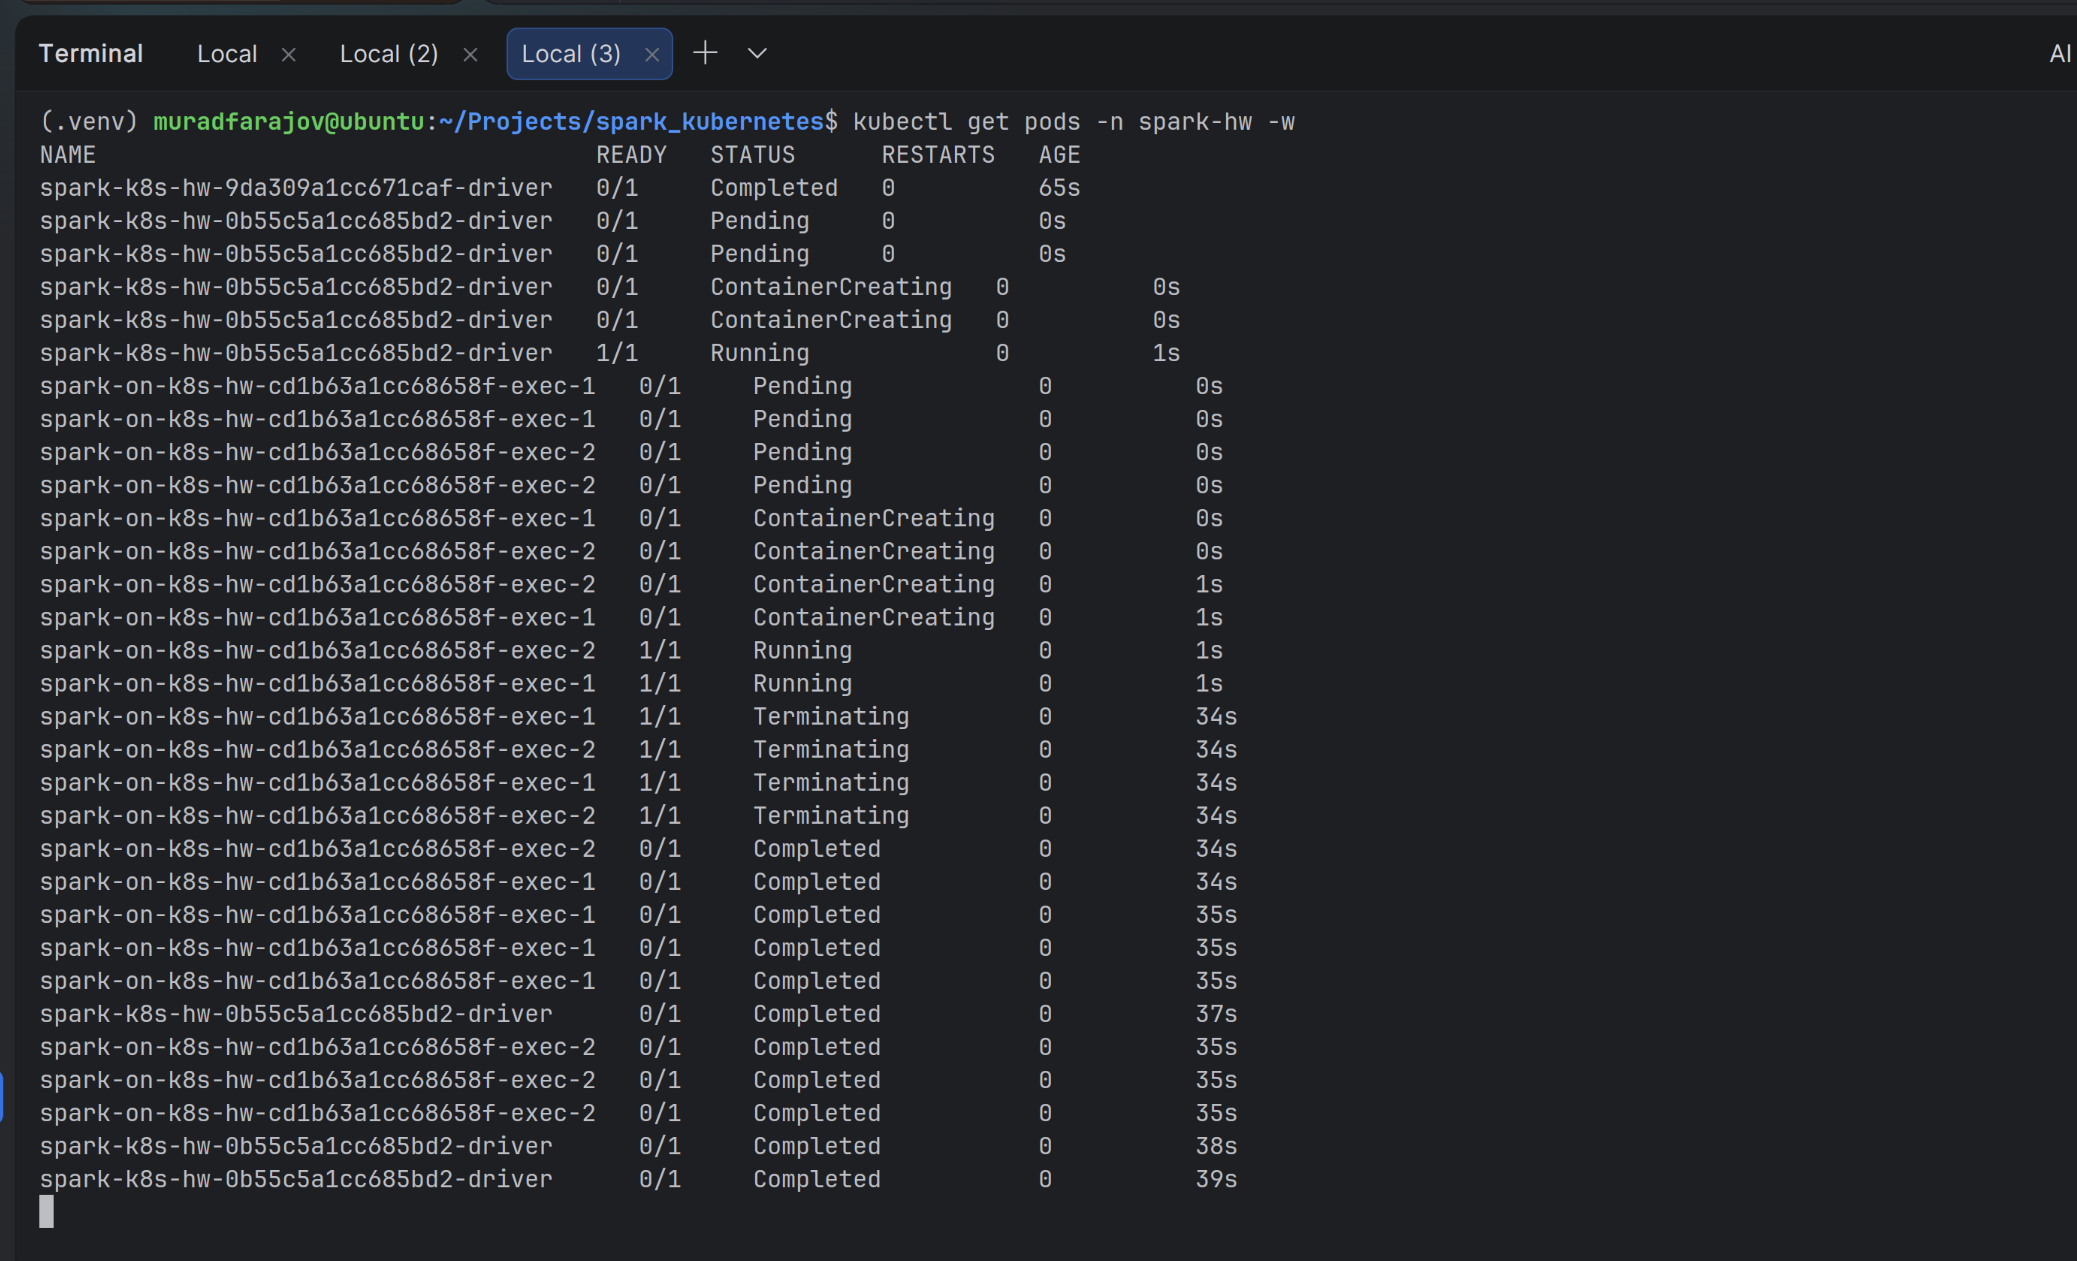 Terminal Local × Local (2) × Local (3) × + AI
(.venv) muradfarajov@ubuntu:~/Projects/spark_kubernetes$ kubectl get pods -n spark-hw -w
NAME READY STATUS RESTARTS AGE
spark-k8s-hw-9da309a1cc671caf-driver 0/1 Completed 0 65s
spark-k8s-hw-0b55c5a1cc685bd2-driver 0/1 Pending 0 0s
spark-k8s-hw-0b55c5a1cc685bd2-driver 0/1 Pending 0 0s
spark-k8s-hw-0b55c5a1cc685bd2-driver 0/1 ContainerCreating 0 0s
spark-k8s-hw-0b55c5a1cc685bd2-driver 0/1 ContainerCreating 0 0s
spark-k8s-hw-0b55c5a1cc685bd2-driver 1/1 Running 0 1s
spark-on-k8s-hw-cd1b63a1cc68658f-exec-1 0/1 Pending 0 0s
spark-on-k8s-hw-cd1b63a1cc68658f-exec-1 0/1 Pending 0 0s
spark-on-k8s-hw-cd1b63a1cc68658f-exec-2 0/1 Pending 0 0s
spark-on-k8s-hw-cd1b63a1cc68658f-exec-2 0/1 Pending 0 0s
spark-on-k8s-hw-cd1b63a1cc68658f-exec-1 0/1 ContainerCreating 0 0s
spark-on-k8s-hw-cd1b63a1cc68658f-exec-2 0/1 ContainerCreating 0 0s
spark-on-k8s-hw-cd1b63a1cc68658f-exec-2 0/1 ContainerCreating 0 1s
spark-on-k8s-hw-cd1b63a1cc68658f-exec-1 0/1 ContainerCreating 0 1s
spark-on-k8s-hw-cd1b63a1cc68658f-exec-2 1/1 Running 0 1s
spark-on-k8s-hw-cd1b63a1cc68658f-exec-1 1/1 Running 0 1s
spark-on-k8s-hw-cd1b63a1cc68658f-exec-1 1/1 Terminating 0 34s
spark-on-k8s-hw-cd1b63a1cc68658f-exec-2 1/1 Terminating 0 34s
spark-on-k8s-hw-cd1b63a1cc68658f-exec-1 1/1 Terminating 0 34s
spark-on-k8s-hw-cd1b63a1cc68658f-exec-2 1/1 Terminating 0 34s
spark-on-k8s-hw-cd1b63a1cc68658f-exec-2 0/1 Completed 0 34s
spark-on-k8s-hw-cd1b63a1cc68658f-exec-1 0/1 Completed 0 34s
spark-on-k8s-hw-cd1b63a1cc68658f-exec-1 0/1 Completed 0 35s
spark-on-k8s-hw-cd1b63a1cc68658f-exec-1 0/1 Completed 0 35s
spark-on-k8s-hw-cd1b63a1cc68658f-exec-1 0/1 Completed 0 35s
spark-k8s-hw-0b55c5a1cc685bd2-driver 0/1 Completed 0 37s
spark-on-k8s-hw-cd1b63a1cc68658f-exec-2 0/1 Completed 0 35s
spark-on-k8s-hw-cd1b63a1cc68658f-exec-2 0/1 Completed 0 35s
spark-on-k8s-hw-cd1b63a1cc68658f-exec-2 0/1 Completed 0 35s
spark-k8s-hw-0b55c5a1cc685bd2-driver 0/1 Completed 0 38s
spark-k8s-hw-0b55c5a1cc685bd2-driver 0/1 Completed 0 39s